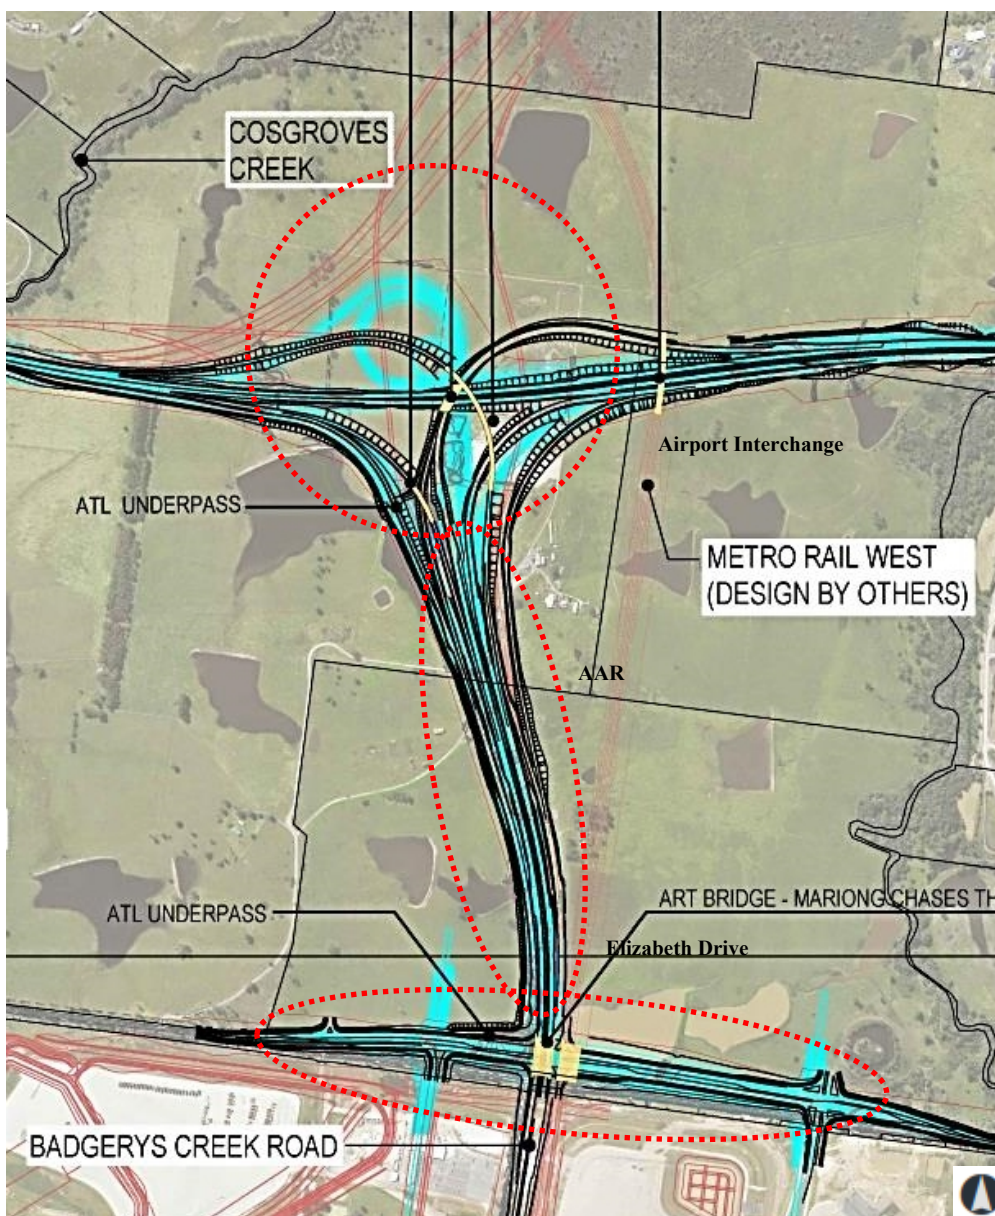 COSGROVES
CREEK
Airport Interchange
ATL UNDERPASS
METRO RAIL WEST
(DESIGN BY OTHERS)
AAR
ATL UNDERPASS
ART BRIDGE - MARIONG CHASES TH
Elizabeth Drive
BADGERYS CREEK ROAD